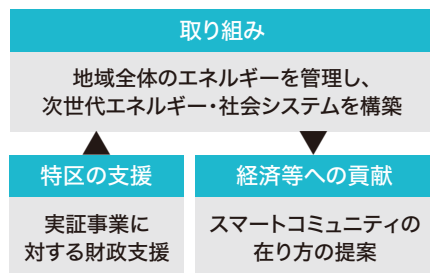 取り組み
地域全体のエネルギーを管理し、
次世代エネルギー・社会システムを構築
特区の支援
実証事業に
対する財政支援
経済等への貢献
スマートコミュニティの
在り方の提案